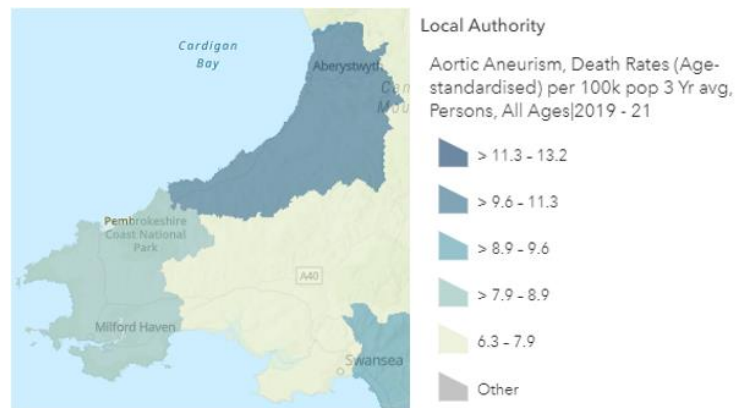 Cardigan
Bay
Aberystwyth
Pembrokeshire
Coast National
Park
A40
Milford Haven
Swansea
Local Authority
Aortic Aneurism, Death Rates (Age-
standardised) per 100k pop 3 Yr avg,
Persons, All Ages|2019 - 21
> 11.3 - 13.2
> 9.6 - 11.3
> 8.9 - 9.6
> 7.9 - 8.9
6.3 - 7.9
Other